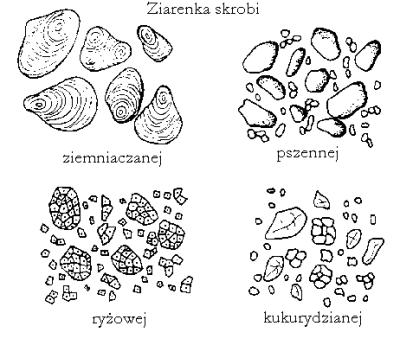 Ziarenka skrobi
ziemniaczanej
pszennej
ryżowej
kukurydzianej